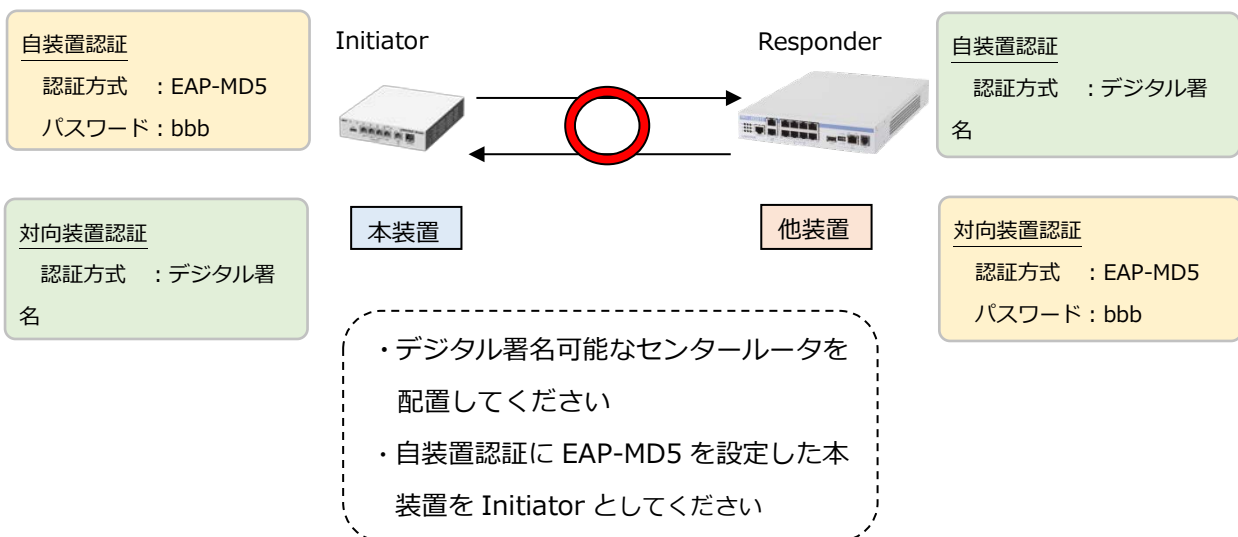 自装置認証
認証方式 ：EAP-MD5
パスワード：bbb
Initiator
Responder
自装置認証
認証方式 ：デジタル署
名
対向装置認証
認証方式 ：デジタル署
名
本装置
他装置
対向装置認証
認証方式 ：EAP-MD5
パスワード：bbb
・デジタル署名可能なセンタールータを
配置してください
・自装置認証に EAP-MD5 を設定した本
装置を Initiator としてください